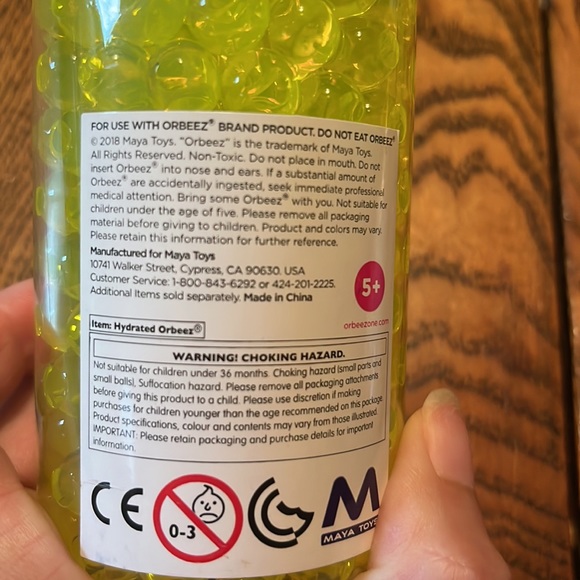 FOR USE WITH ORBEEZ® BRAND PRODUCT. DO NOT EAT ORBEEZ®
© 2018 Maya Toys. "Orbeez" is the trademark of Maya Toys.
All Rights Reserved. Non-Toxic. Do not place in mouth. Do not
insert Orbeez® into nose and ears. If a substantial amount of
Orbeez® are accidentally ingested, seek immediate professional
medical attention. Bring some Orbeez® with you. Not suitable for
children under the age of five. Please remove all packaging
material before giving to children. Product and colors may vary.
Please retain this information for further reference.
Manufactured for Maya Toys
10741 Walker Street, Cypress, CA 90630. USA
Customer Service: 1-800-843-6292 or 424-201-2225.
Additional Items sold separately. Made in China
5+
orbeezone.com
Item: Hydrated Orbeez®
WARNING! CHOKING HAZARD.
Not suitable for children under 36 months. Choking hazard (small parts and
small balls), Suffocation hazard. Please remove all packaging attachments
before giving this product to a child. Please use discretion if making
purchases for children younger than the age recommended on this package.
Product specifications, colour and contents may vary from those illustrated.
IMPORTANT: Please retain packaging and purchase details for important
information.
CE
0-3
M
MAYA TOYS